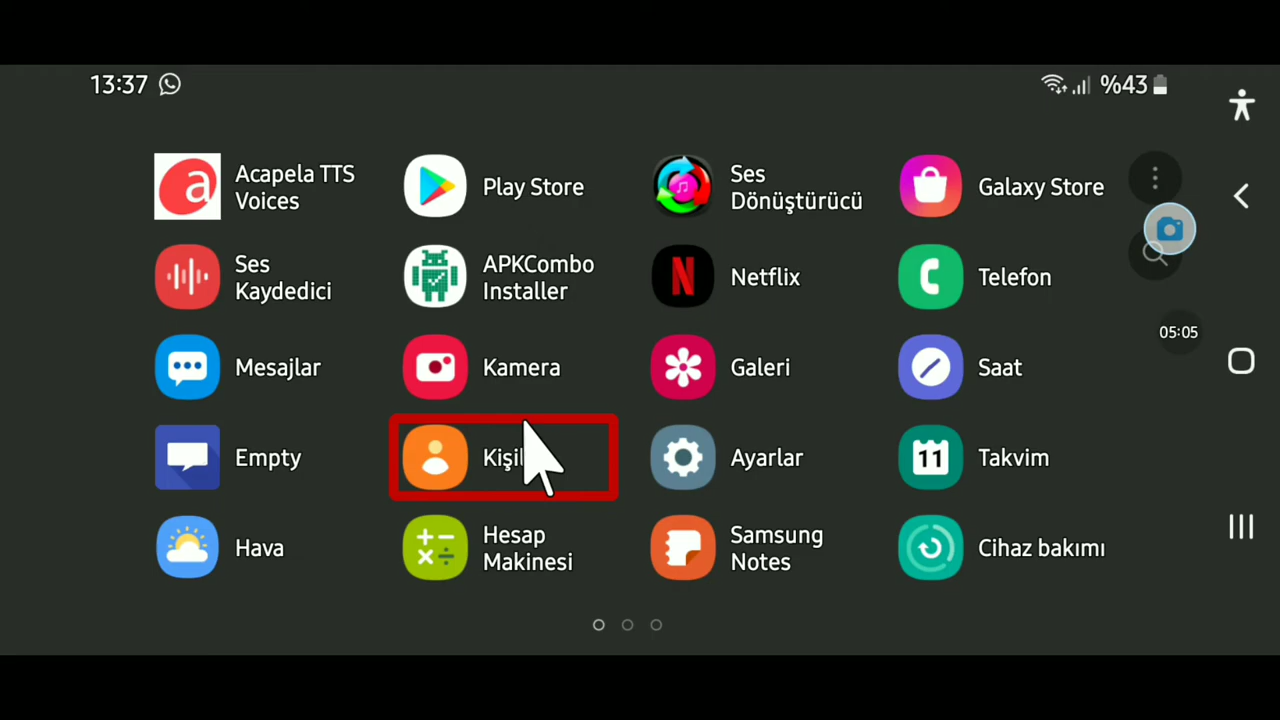 13:37
%43
Acapela TTS
Voices
Play Store
Ses
Dönüştürücü
Galaxy Store
Ses
Kaydedici
APKCombo
Installer
Netflix
Telefon
05:05
Mesajlar
Kamera
Galeri
Saat
Empty
Ayarlar
11
Takvim
Hava
Hesap
Makinesi
Samsung
Notes
Cihaz bakımı